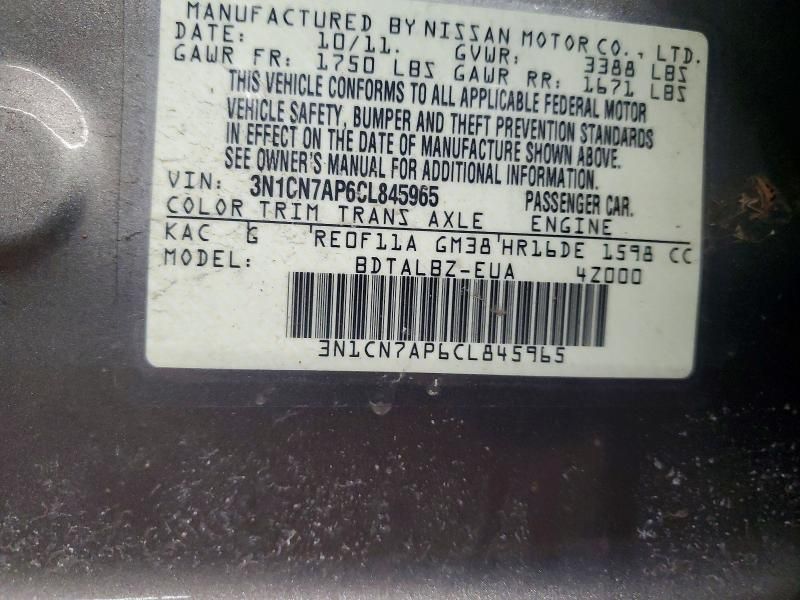 MANUFACTURED BY NISSAN MOTOR CO., LTD.
DATE: 10/11. GVWR: 3388 LBS
GAWR FR: 1750 LBS GAWR RR: 1671 LBS
THIS VEHICLE CONFORMS TO ALL APPLICABLE FEDERAL MOTOR
VEHICLE SAFETY, BUMPER AND THEFT PREVENTION STANDARDS
IN EFFECT ON THE DATE OF MANUFACTURE SHOWN ABOVE.
SEE OWNER'S MANUAL FOR ADDITIONAL INFORMATION.
VIN: 3N1CN7AP6CL845965 PASSENGER CAR.
COLOR TRIM TRANS AXLE ENGINE
KAC G RE0F11A GM38 HR16DE 1598 CC
MODEL: BDTALBZ-EUA 4Z000
3N1CN7AP6CL845965